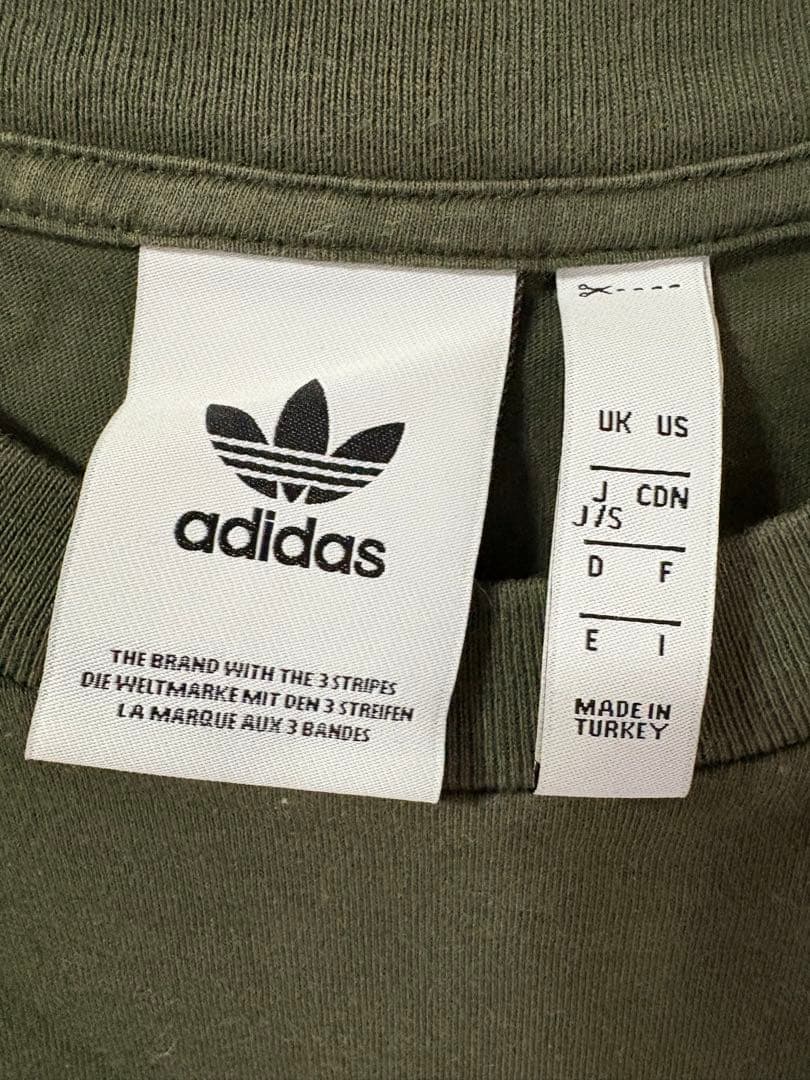 adidas
THE BRAND WITH THE 3 STRIPES
DIE WELTMARKE MIT DEN 3 STREIFEN
LA MARQUE AUX 3 BANDES
UK US
J CDN
J/S
D F
E I
MADE IN
TURKEY